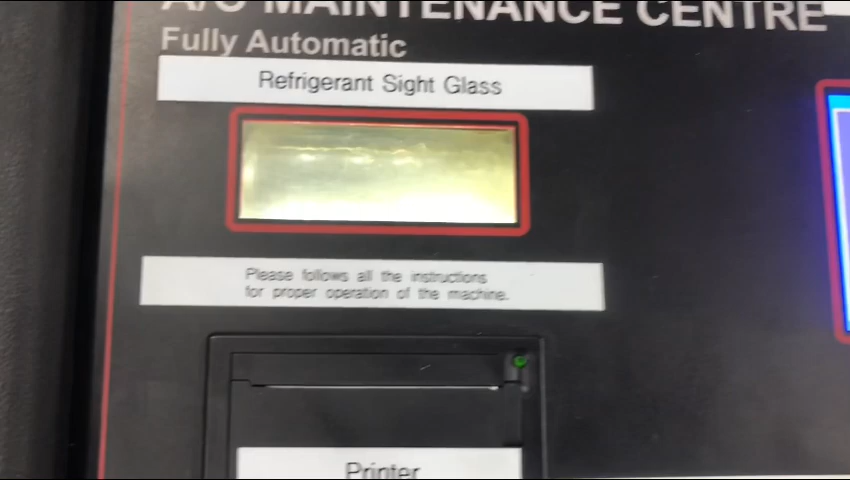 A/C MAINTENANCE CENTRE
Fully Automatic
Refrigerant Sight Glass
Please follows all the instructions
for proper operation of the machine.
Printer